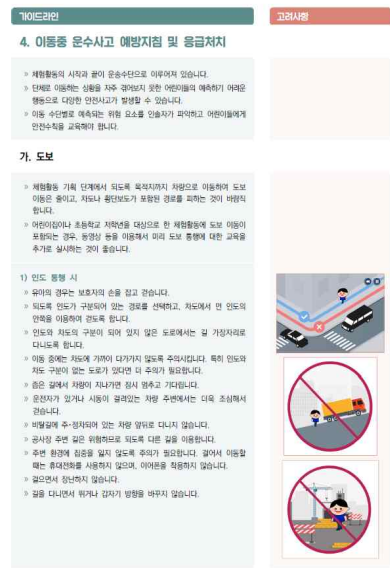 가이드라인
고려사항
4. 이동중 운수사고 예방지침 및 응급처치
» 체험활동의 시작과 끝이 운송수단으로 이루어져 있습니다.
» 단체로 이동하는 상황을 자주 겪어보지 못한 어린이들의 예측하기 어려운
행동으로 다양한 안전사고가 발생할 수 있습니다.
» 이동 수단별로 예측되는 위험 요소를 인솔자가 파악하고 어린이들에게
안전수칙을 교육해야 합니다.
가. 도보
» 체험활동 기획 단계에서 되도록 목적지까지 차량으로 이동하여 도보
이동은 줄이고, 차도나 횡단보도가 포함된 경로를 피하는 것이 바람직
합니다.
» 어린이집이나 초등학교 저학년을 대상으로 한 체험활동에 도보 이동이
포함되는 경우, 동영상 등을 이용해서 미리 도보 통행에 대한 교육을
추가로 실시하는 것이 좋습니다.
1) 인도 통행 시
» 유아의 경우는 보호자의 손을 잡고 걷습니다.
» 되도록 인도가 구분되어 있는 경로를 선택하고, 차도에서 먼 인도의
안쪽을 이용하여 걷도록 합니다.
» 인도와 차도의 구분이 되어 있지 않은 도로에서는 길 가장자리로
다니도록 합니다.
» 이동 중에는 차도에 가까이 다가가지 않도록 주의시킵니다. 특히 인도와
차도 구분이 없는 도로가 있다면 더 주의가 필요합니다.
» 좁은 길에서 차량이 지나가면 잠시 멈추고 기다립니다.
» 운전자가 있거나 시동이 걸려있는 차량 주변에서는 더욱 조심해서
걷습니다.
» 비탈길에 주·정차되어 있는 차량 앞뒤로 다니지 않습니다.
» 공사장 주변 길은 위험하므로 되도록 다른 길을 이용합니다.
» 주변 환경에 집중을 잃지 않도록 주의가 필요합니다. 걸어서 이동할
때는 휴대전화를 사용하지 않으며, 이어폰을 착용하지 않습니다.
» 걸으면서 장난하지 않습니다.
» 길을 다니면서 뛰거나 갑자기 방향을 바꾸지 않습니다.